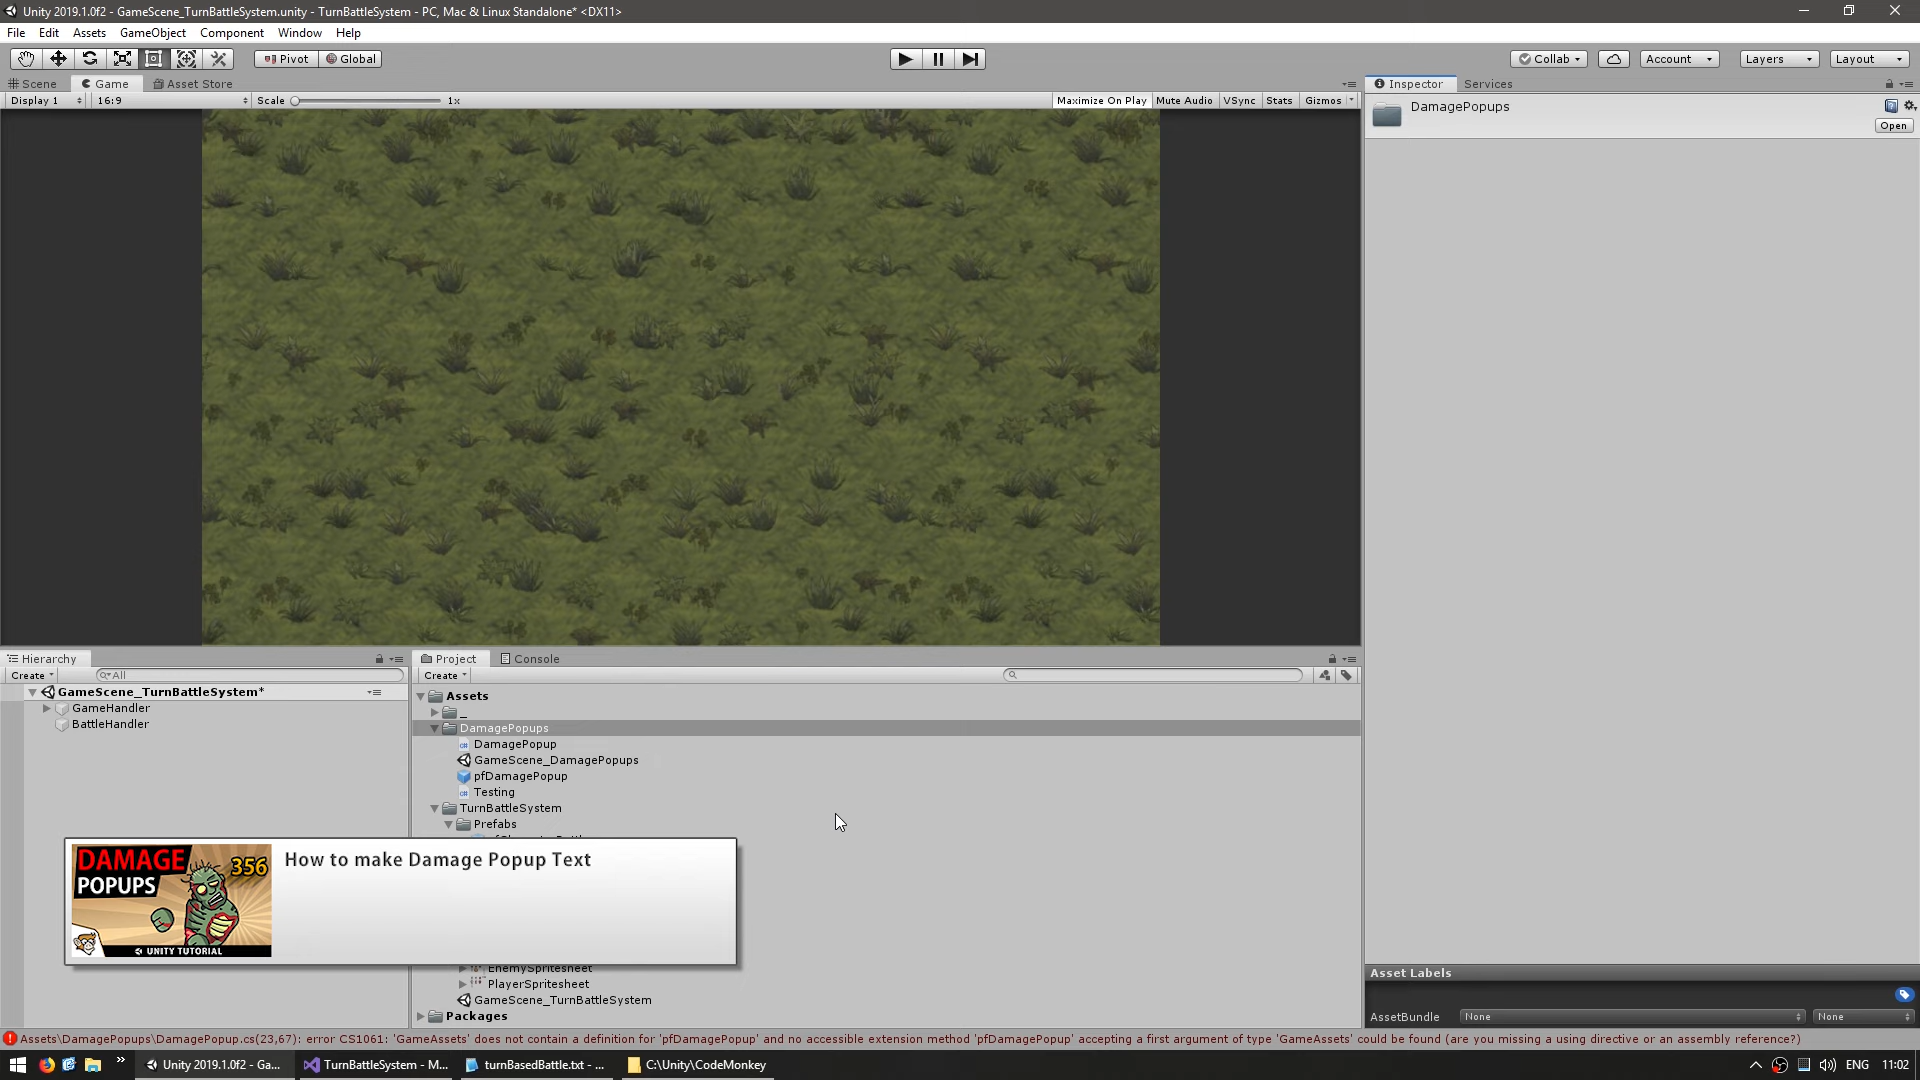 Unity 2019.1.0f2 - GameScene_TurnBattleSystem.unity - TurnBattleSystem - PC, Mac & Linux Standalone* <DX11>
File Edit Assets GameObject Component Window Help
Pivot Global Collab Account Layers Layout
Scene Game Asset Store Inspector Services
Display 1 16:9 Scale 1x Maximize On Play Mute Audio VSync Stats Gizmos
DamagePopups
Open
Hierarchy Project Console
Create All Create
GameScene_TurnBattleSystem* Assets
GameHandler _
BattleHandler DamagePopups
DamagePopup
GameScene_DamagePopups
pfDamagePopup
Testing
TurnBattleSystem
Prefabs
DAMAGE
POPUPS
356
UNITY TUTORIAL
How to make Damage Popup Text
EnemySpritesheet
PlayerSpritesheet
GameScene_TurnBattleSystem
Packages
Asset Labels
AssetBundle None None
Assets\DamagePopups\DamagePopup.cs(23,67): error CS1061: 'GameAssets' does not contain a definition for 'pfDamagePopup' and no accessible extension method 'pfDamagePopup' accepting a first argument of type 'GameAssets' could be found (are you missing a using directive or an assembly reference?)
Unity 2019.1.0f2 - Ga... TurnBattleSystem - M... turnBasedBattle.txt - ... C:\Unity\CodeMonkey ENG 11:02